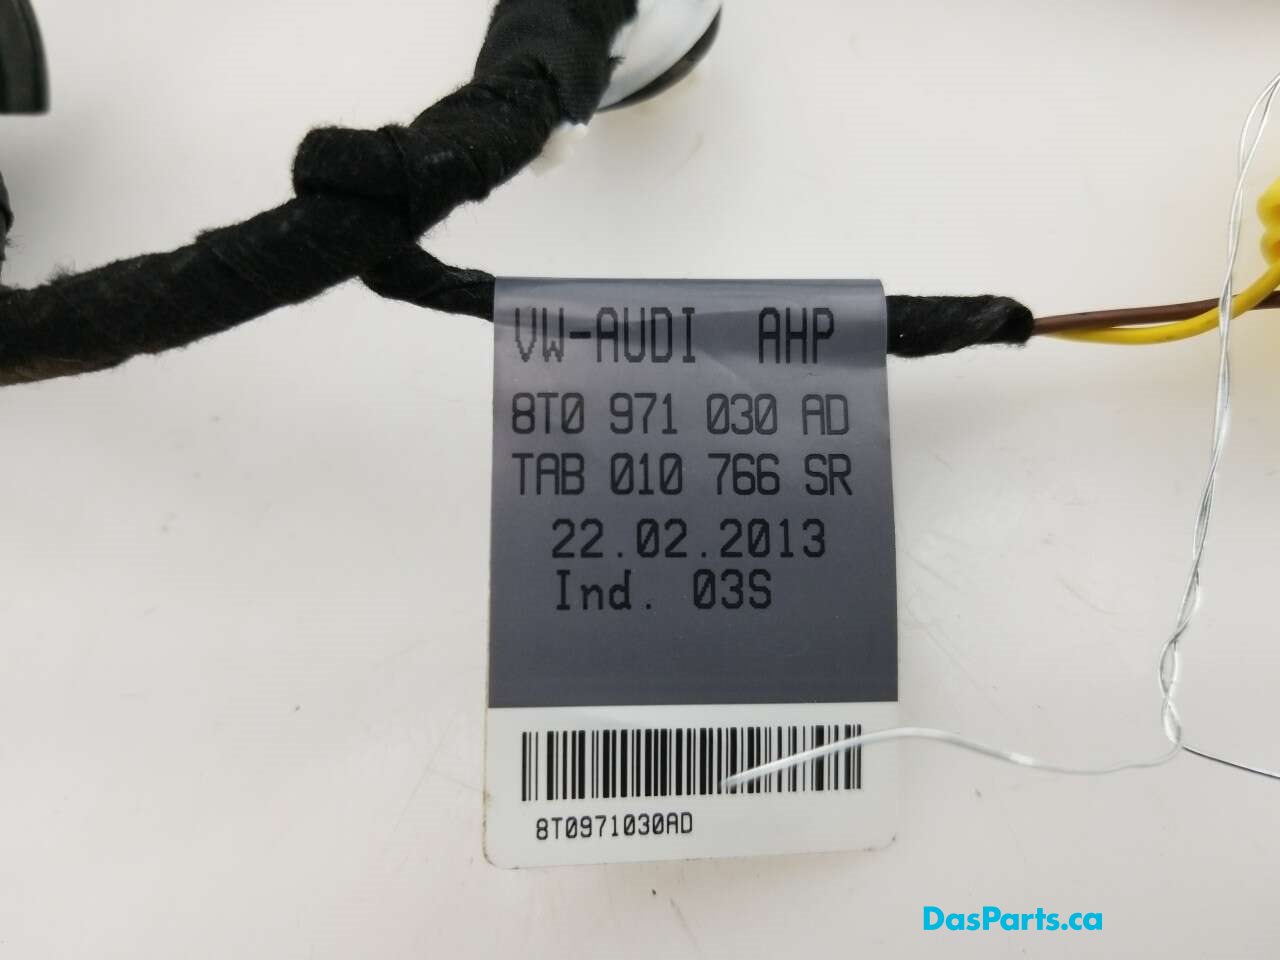 VW-AUDI AHP
8T0 971 030 AD
TAB 010 766 SR
22.02.2013
Ind. 03S
8T0971030AD
DasParts.ca